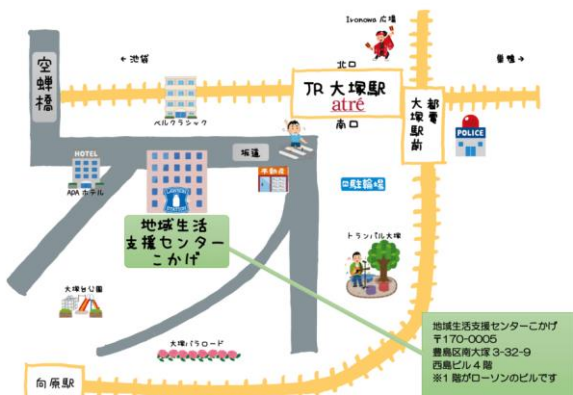 Ironowa 広場
← 池袋
北口
巣鴨 →
空蝉橋
JR 大塚駅
atré
都電
大塚駅前
ベルクラシック
南口
POLICE
坂道
HOTEL
APA ホテル
LAWSON
STATION
不動産
駐輪場
地域生活
支援センター
こかげ
トランパル大塚
大塚台公園
大塚バラロード
向原駅
地域生活支援センターこかげ
〒170-0005
豊島区南大塚 3-32-9
西島ビル 4 階
※1 階がローソンのビルです